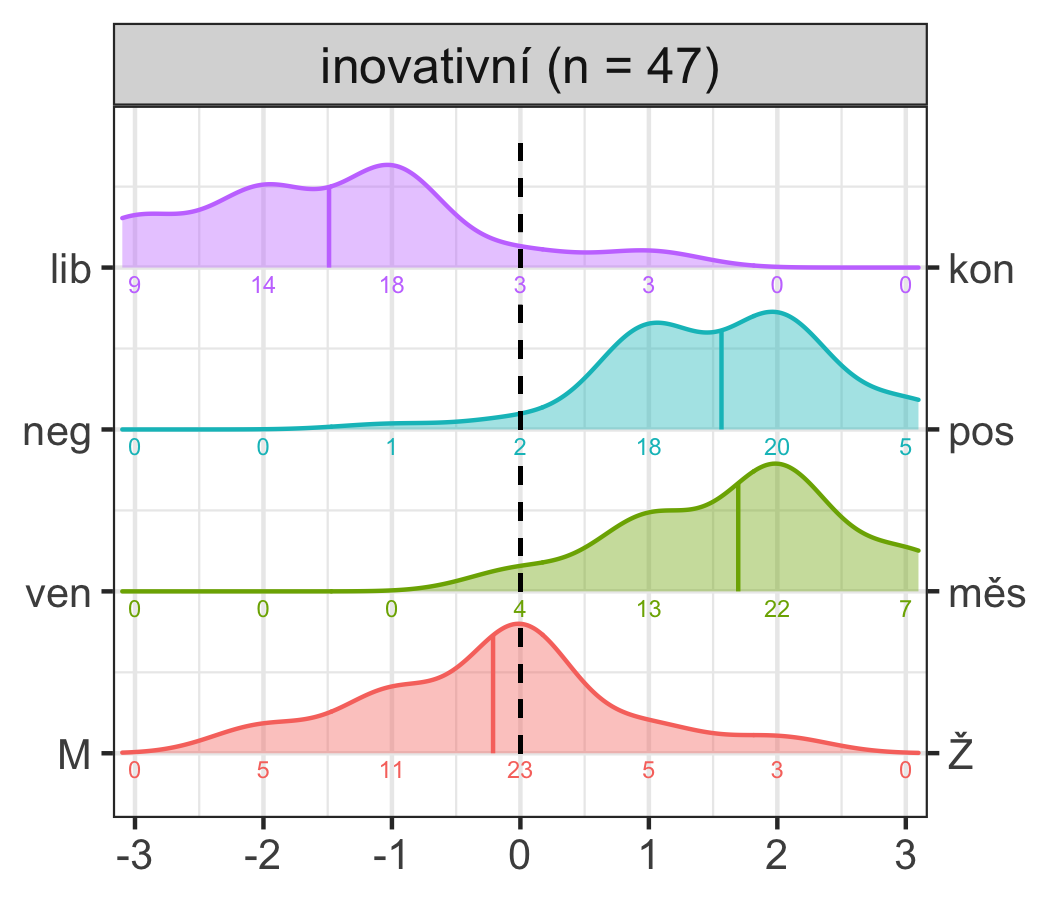 inovativní (n = 47)
lib kon
9 14 18 3 3 0 0
neg pos
0 0 1 2 18 20 5
ven měs
0 0 0 4 13 22 7
M Ž
0 5 11 23 5 3 0
-3 -2 -1 0 1 2 3